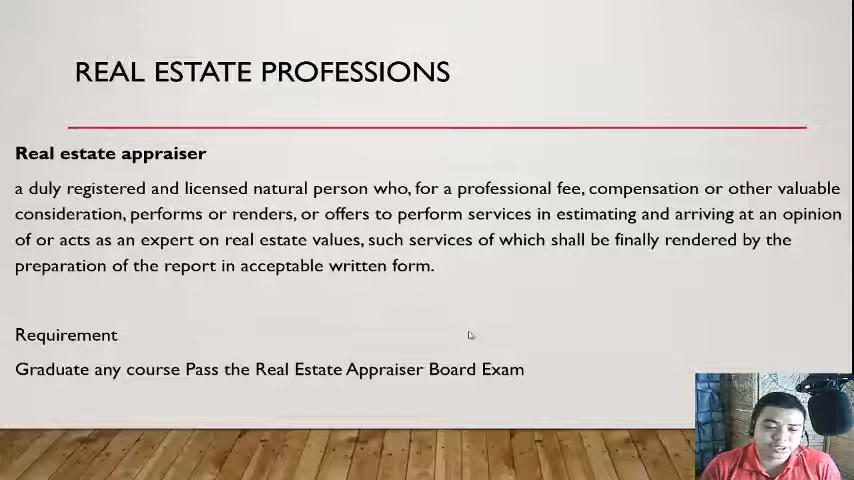 REAL ESTATE PROFESSIONS
Real estate appraiser
a duly registered and licensed natural person who, for a professional fee, compensation or other valuable
consideration, performs or renders, or offers to perform services in estimating and arriving at an opinion
of or acts as an expert on real estate values, such services of which shall be finally rendered by the
preparation of the report in acceptable written form.
Requirement
Graduate any course Pass the Real Estate Appraiser Board Exam